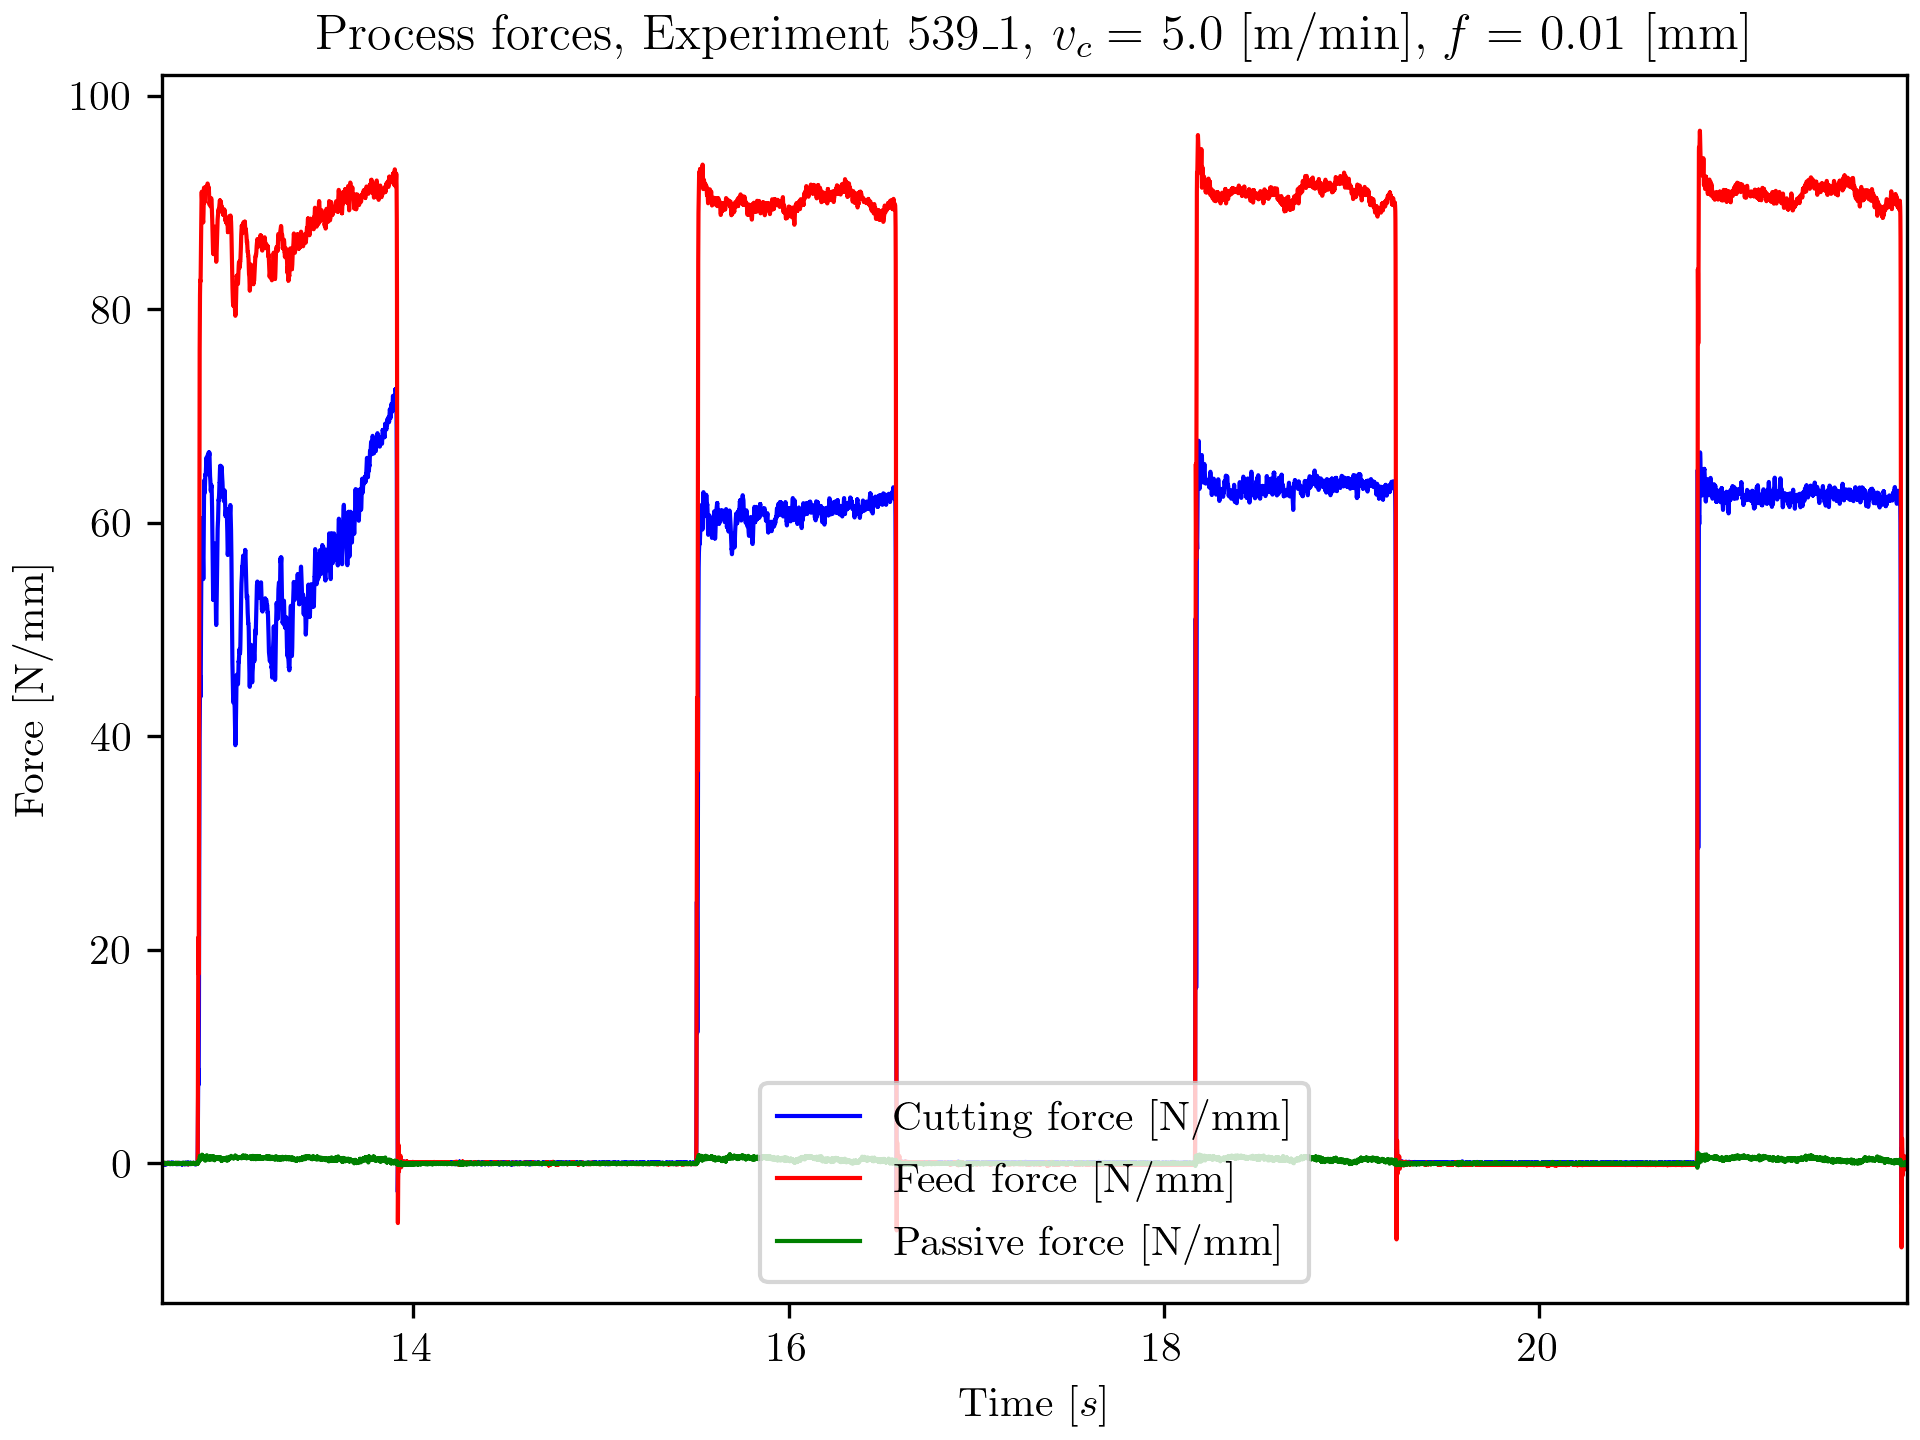 Process forces, Experiment 539_1, v_c = 5.0 [m/min], f = 0.01 [mm]
100
80
60
40
20
0
Force [N/mm]
Cutting force [N/mm]
Feed force [N/mm]
Passive force [N/mm]
14 16 18 20
Time [s]